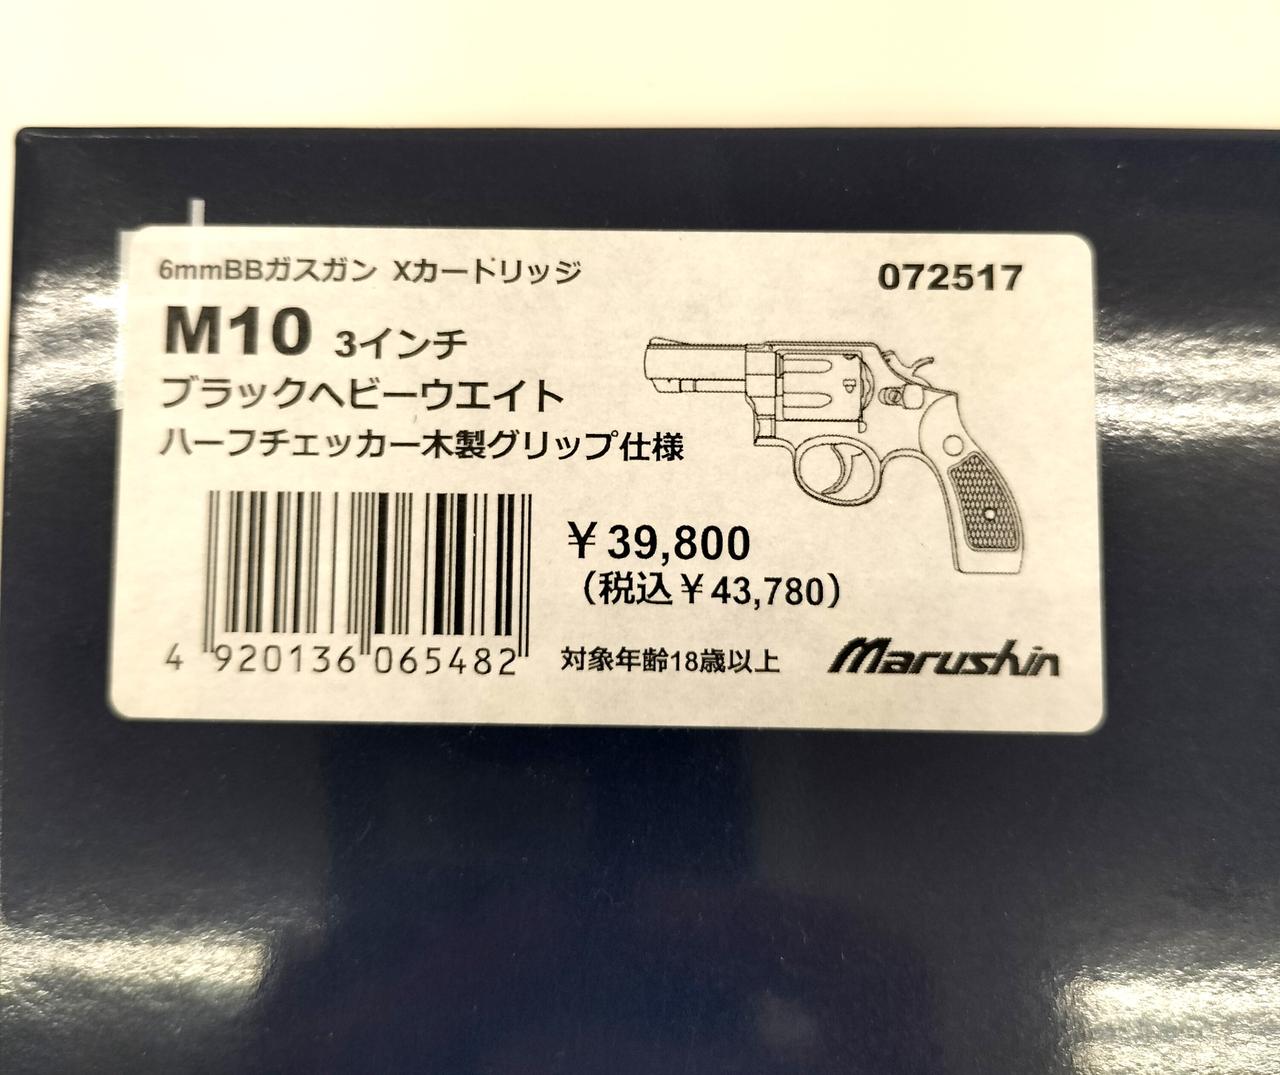 6mmBBガスガン Xカードリッジ
072517
M10 3インチ
ブラックヘビーウエイト
ハーフチェッカー木製グリップ仕様
¥39,800
(税込¥43,780)
4 920136 065482
対象年齢18歳以上
Marushin